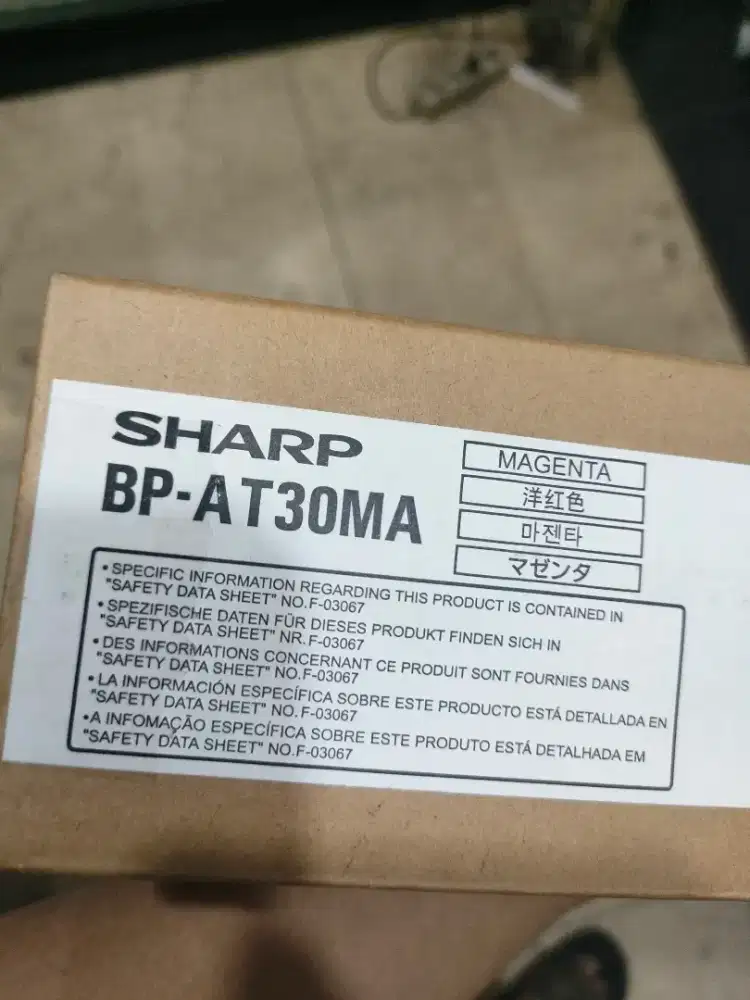 SHARP
BP-AT30MA
MAGENTA
洋红色
마젠타
マゼンタ
• SPECIFIC INFORMATION REGARDING THIS PRODUCT IS CONTAINED IN
"SAFETY DATA SHEET" NO.F-03067
• SPEZIFISCHE DATEN FÜR DIESES PRODUKT FINDEN SICH IN
"SAFETY DATA SHEET" NR.F-03067
• DES INFORMATIONS CONCERNANT CE PRODUIT SONT FOURNIES DANS
"SAFETY DATA SHEET" NO.F-03067
• LA INFORMACIÓN ESPECÍFICA SOBRE ESTE PRODUCTO ESTÁ DETALLADA EN
"SAFETY DATA SHEET" NO.F-03067
•A INFOMAÇÃO ESPECÍFICA SOBRE ESTE PRODUTO ESTÁ DETALHADA EM
"SAFETY DATA SHEET" NO.F-03067